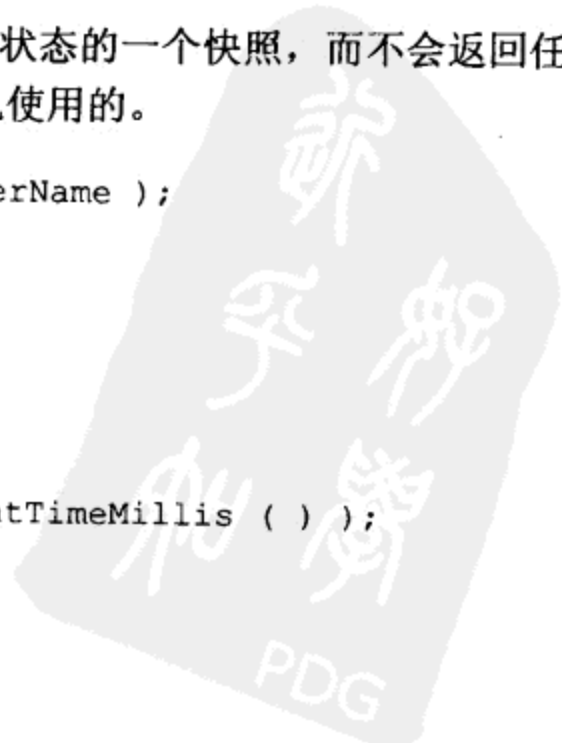 状态的一个快照，而不会返回任
使用的。
erName );
tTimeMillis ( ) );
PDG